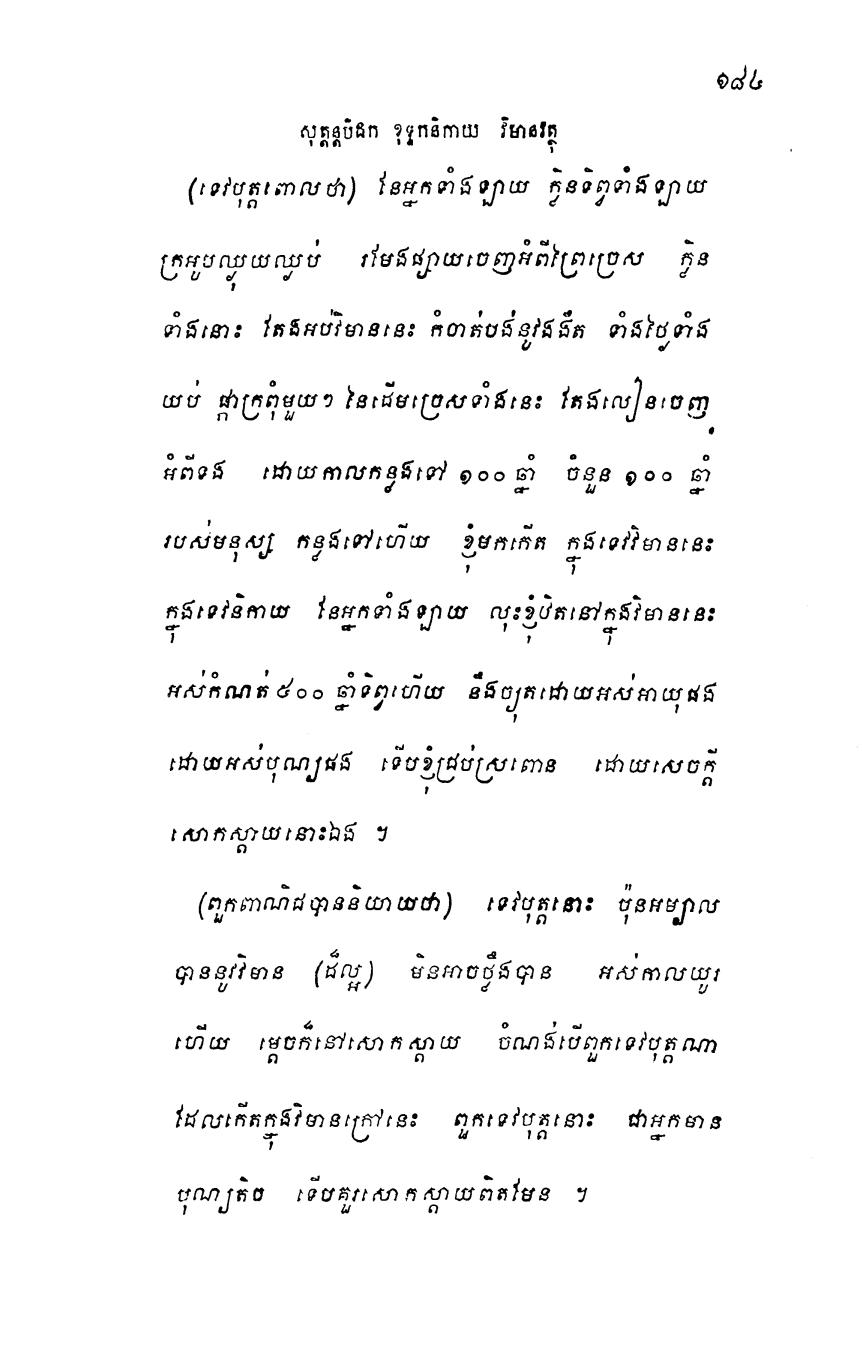 ១៨៤
សុត្តន្តបិដក ខុទ្ទកនិកាយ វិមានវត្ថុ
(ទេវបុត្តពោលថា) នែអ្នកទាំងឡាយ ក្លិនទិព្វទាំងឡាយ
ក្រអូបឈ្ងុយឈ្ងប់ រមែងផ្សាយចេញអំពីព្រៃច្រេស ក្លិន
ទាំងនោះ តែងអប់វិមាននេះ កំចាត់បង់នូវងងឹត ទាំងថ្ងៃទាំង
យប់ ផ្កាក្រពុំមួយៗ នៃដើមច្រេសទាំងនេះ តែងលៀនចេញ
អំពីទង ដោយកាលកន្លងទៅ ១០០ ឆ្នាំ ចំនួន ១០០ ឆ្នាំ
របស់មនុស្ស កន្លងទៅហើយ ខ្ញុំមកកើត ក្នុងទេវវិមាននេះ
ក្នុងទេវនិកាយ នែអ្នកទាំងឡាយ លុះខ្ញុំឋិតនៅក្នុងវិមាននេះ
អស់កំណត់ ៥០០ ឆ្នាំទិព្វហើយ នឹងច្យុតដោយអស់អាយុផង
ដោយអស់បុណ្យផង ទើបខ្ញុំជ្រប់ស្រពោន ដោយសេចក្តី
សោកស្តាយនោះឯង ។
(ពួកពាណិជបាននិយាយថា) ទេវបុត្តនោះ ប៉ុនអម្បាល
បាននូវវិមាន (ដ៏ល្អ) មិនអាចថ្លឹងបាន អស់កាលយូរ
ហើយ ម្តេចក៏នៅសោកស្តាយ ចំណង់បើពួកទេវបុត្តណា
ដែលកើតក្នុងវិមានក្រៅនេះ ពួកទេវបុត្តនោះ ជាអ្នកមាន
បុណ្យតិច ទើបគួរសោកស្តាយពិតមែន ។